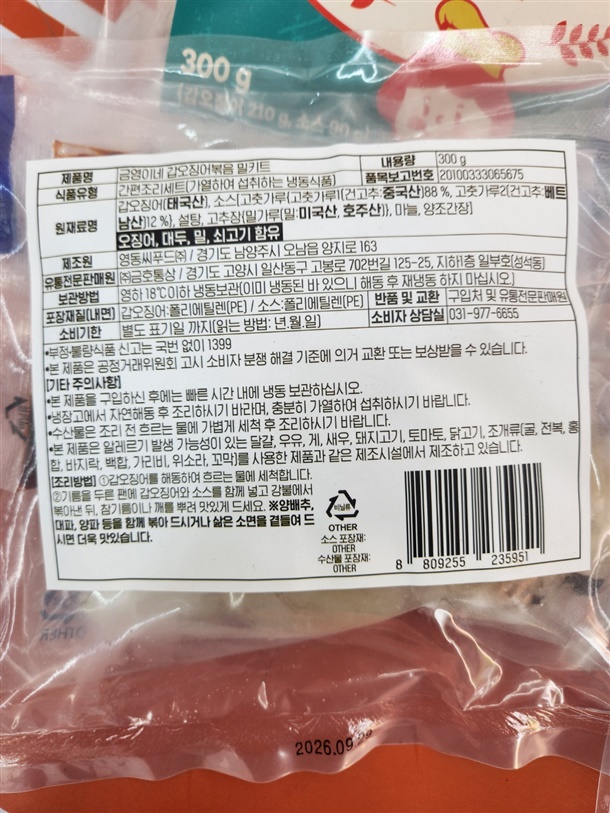 300 g
(갑오징어 210 g, 소스 90 g)
제품명 금영이네 갑오징어볶음 밀키트 내용량 300 g
식품유형 간편조리세트(가열하여 섭취하는 냉동식품) 품목보고번호 20100333065675
원재료명 갑오징어(태국산), 소스[고춧가루{고춧가루1(건고추:중국산)88 %, 고춧가루2(건고추:베트
남산)12 %}, 설탕, 고추장{밀가루(밀:미국산, 호주산)}, 마늘, 양조간장]
오징어, 대두, 밀, 쇠고기 함유
제조원 영동씨푸드㈜ / 경기도 남양주시 오남읍 양지로 163
유통전문판매원 ㈜금호통상 / 경기도 고양시 일산동구 고봉로 702번길 125-25, 지하1층 일부호(성석동)
보관방법 영하 18℃이하 냉동보관(이미 냉동된 바 있으니 해동 후 재냉동 하지 마십시오.)
포장재질(내면) 갑오징어:폴리에틸렌(PE) / 소스:폴리에틸렌(PE) 반품 및 교환 구입처 및 유통전문판매원
소비기한 별도 표기일 까지(읽는 방법: 년.월.일) 소비자 상담실 031-977-6655
•부정·불량식품 신고는 국번 없이 1399
•본 제품은 공정거래위원회 고시 소비자 분쟁 해결 기준에 의거 교환 또는 보상받을 수 있습니다.
[기타 주의사항]
•본 제품을 구입하신 후에는 빠른 시간 내에 냉동 보관하십시오.
•냉장고에서 자연해동 후 조리하시기 바라며, 충분히 가열하여 섭취하시기 바랍니다.
•수산물은 조리 전 흐르는 물에 가볍게 세척 후 조리하시기 바랍니다.
•본 제품은 알레르기 발생 가능성이 있는 달걀, 우유, 게, 새우, 돼지고기, 토마토, 닭고기, 조개류(굴, 전복, 홍
합, 바지락, 백합, 가리비, 위소라, 꼬막)를 사용한 제품과 같은 제조시설에서 제조하고 있습니다.
[조리방법] ①갑오징어를 해동하여 흐르는 물에 세척합니다.
②기름을 두른 팬에 갑오징어와 소스를 함께 넣고 강불에서
볶아낸 뒤, 참기름이나 깨를 뿌려 맛있게 드세요. ※양배추,
대파, 양파 등을 함께 볶아 드시거나 삶은 소면을 곁들여 드
시면 더욱 맛있습니다.
비닐류
OTHER
소스 포장재:
OTHER
수산물 포장재:
OTHER
8 809255 235951
OTHER
2026.09